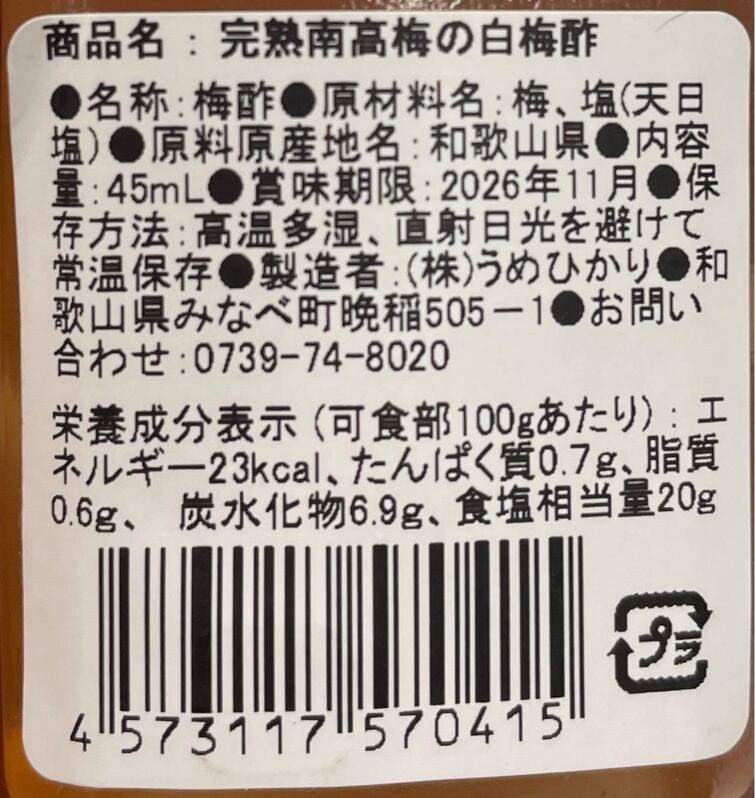 商品名：完熟南高梅の白梅酢
●名称:梅酢●原材料名:梅、塩(天日
塩)●原料原産地名:和歌山県●内容
量:45mL●賞味期限:2026年11月●保
存方法:高温多湿、直射日光を避けて
常温保存●製造者:(株)うめひかり●和
歌山県みなべ町晩稲505－1●お問い
合わせ:0739-74-8020
栄養成分表示(可食部100gあたり)：エ
ネルギー23kcal、たんぱく質0.7g、脂質
0.6g、 炭水化物6.9g、食塩相当量20g
プラ
4 573117 570415